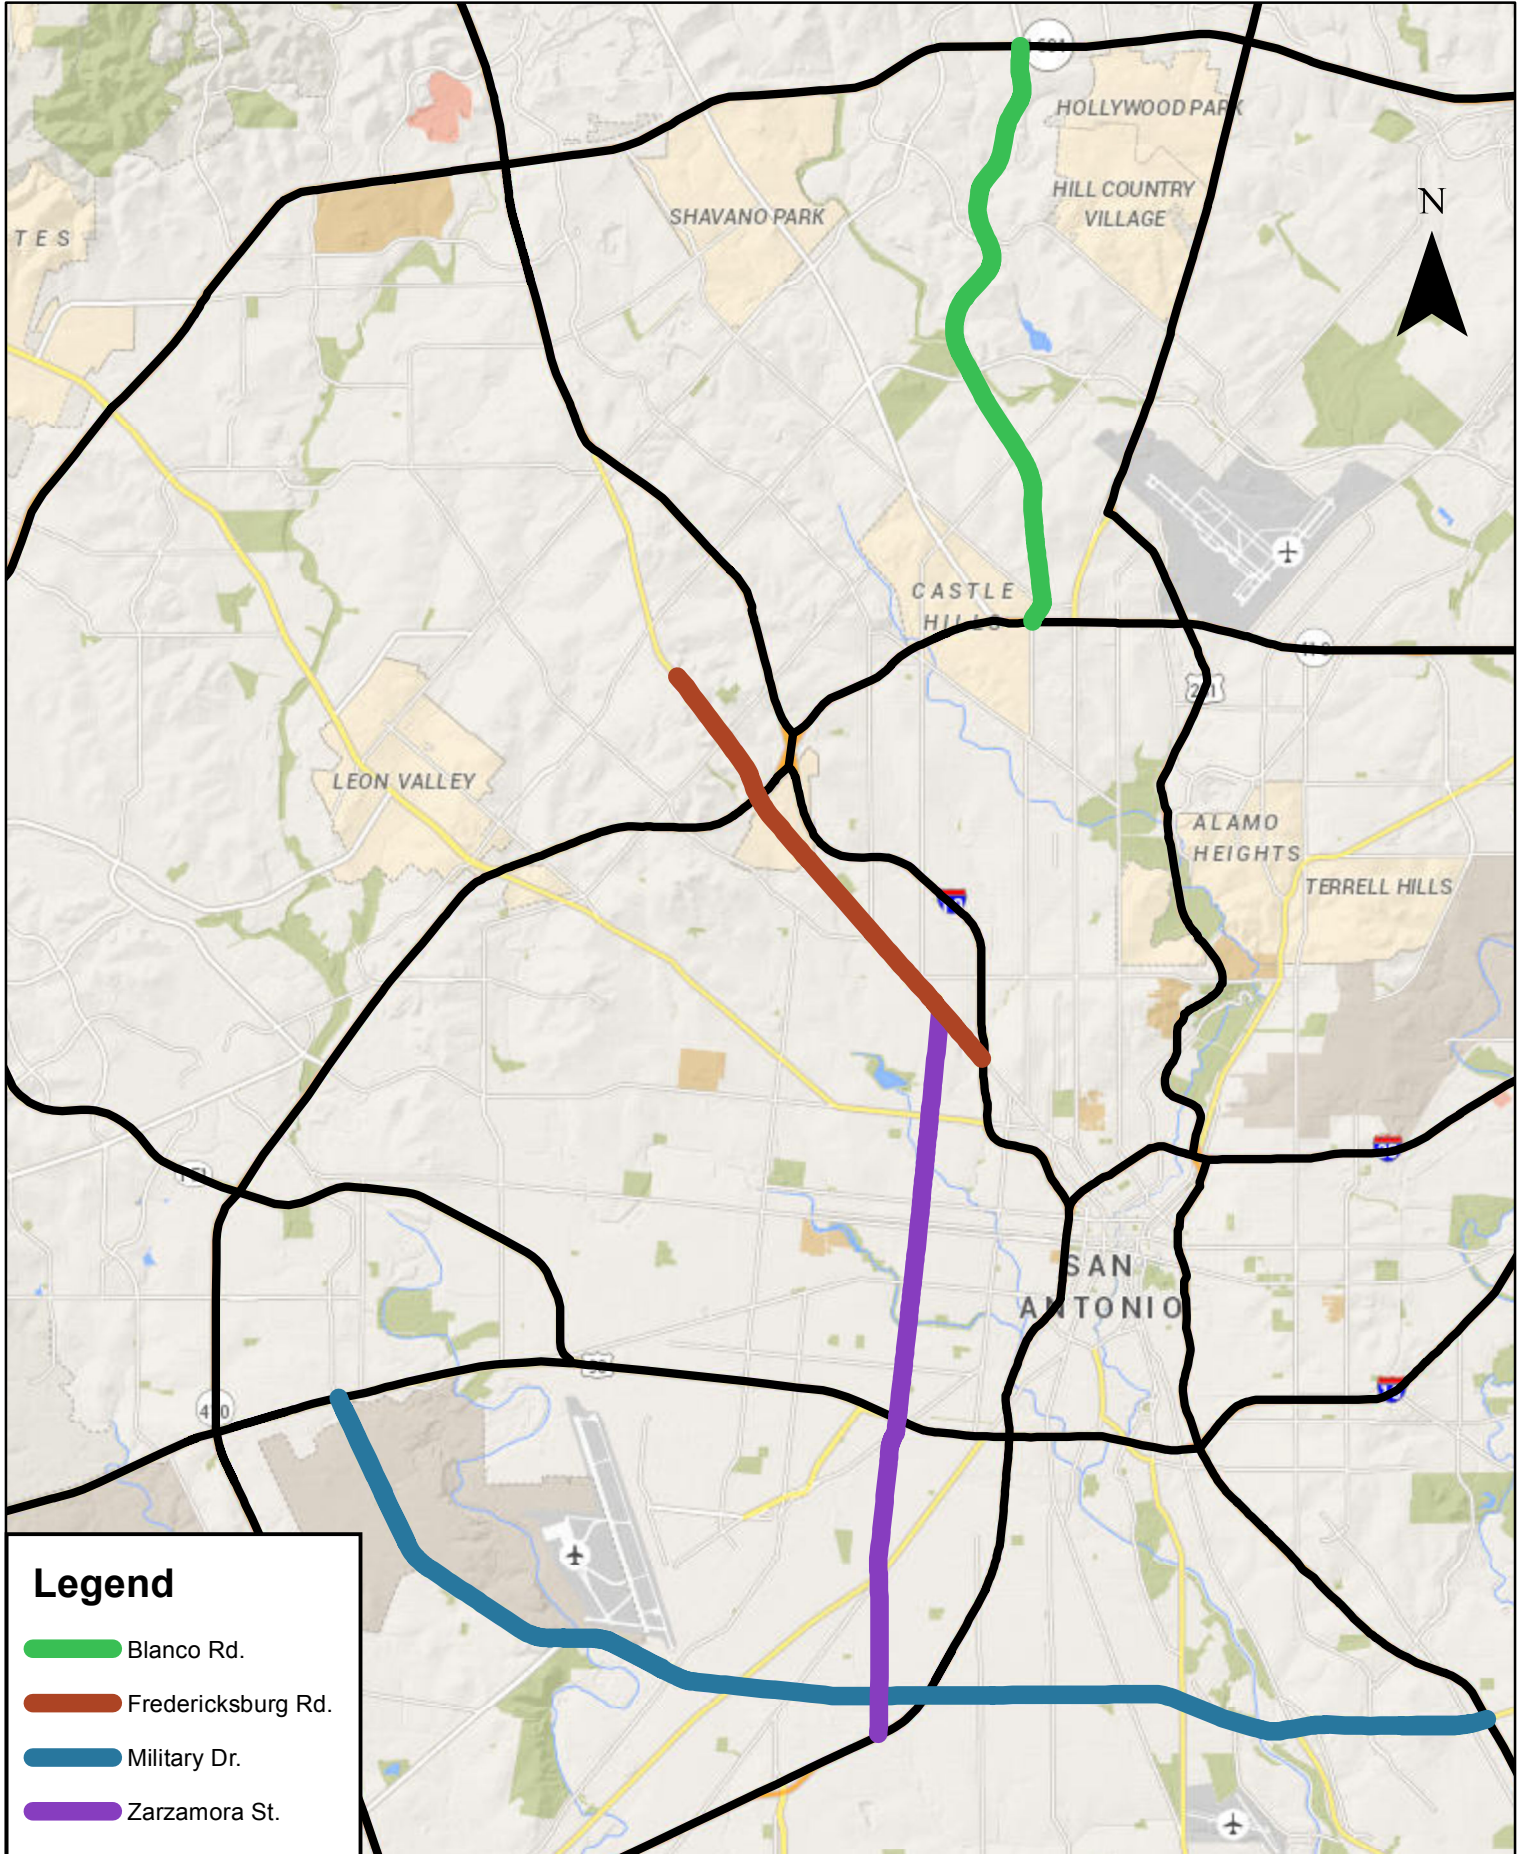 HOLLYWOOD PARK
HILL COUNTRY
VILLAGE
N
SHAVANO PARK
TES
CASTLE
HILLS
LEON VALLEY
ALAMO
HEIGHTS
TERRELL HILLS
SAN
ANTONIO
Legend
Blanco Rd.
Fredericksburg Rd.
Military Dr.
Zarzamora St.